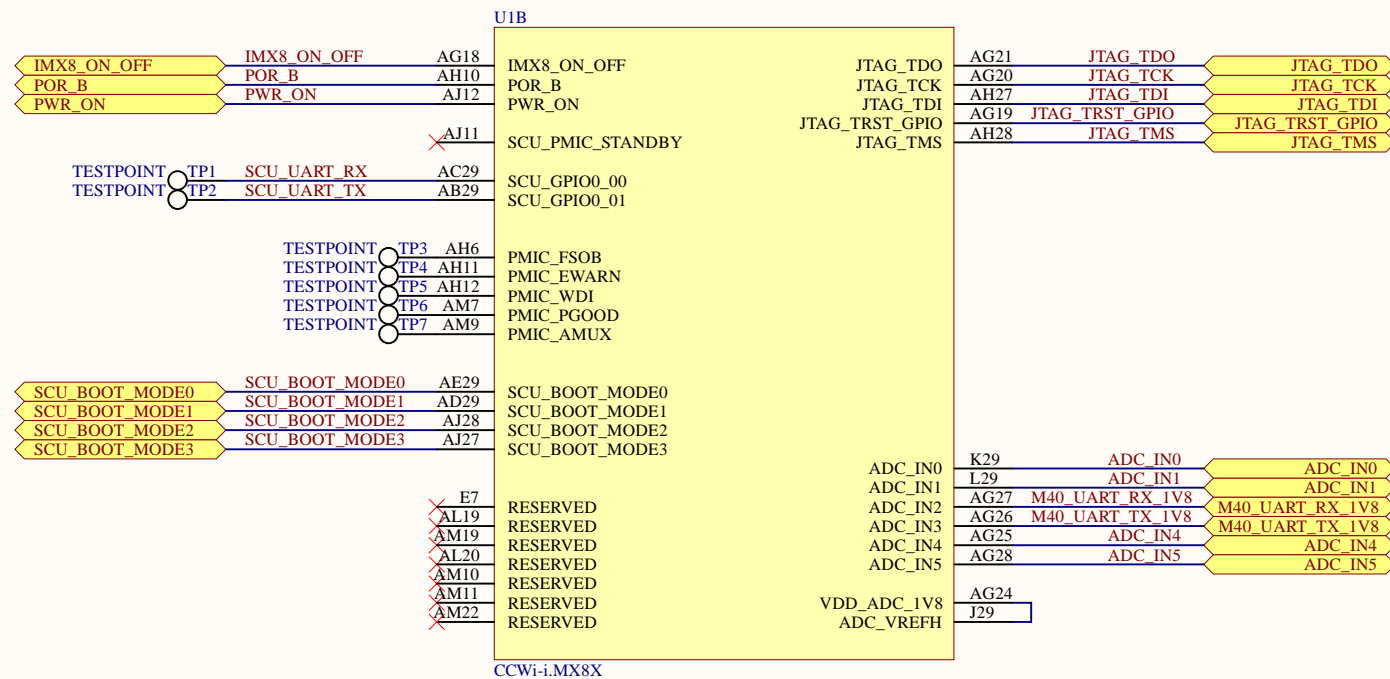 U1B
IMX8_ON_OFF IMX8_ON_OFF AG18 IMX8_ON_OFF JTAG_TDO AG21 JTAG_TDO JTAG_TDO
POR_B POR_B AH10 POR_B JTAG_TCK AG20 JTAG_TCK JTAG_TCK
PWR_ON PWR_ON AJ12 PWR_ON JTAG_TDI AH27 JTAG_TDI JTAG_TDI
JTAG_TRST_GPIO AG19 JTAG_TRST_GPIO JTAG_TRST_GPIO
AJ11 SCU_PMIC_STANDBY JTAG_TMS AH28 JTAG_TMS JTAG_TMS
TESTPOINT TP1 SCU_UART_RX AC29 SCU_GPIO0_00
TESTPOINT TP2 SCU_UART_TX AB29 SCU_GPIO0_01
TESTPOINT TP3 AH6 PMIC_FSOB
TESTPOINT TP4 AH11 PMIC_EWARN
TESTPOINT TP5 AH12 PMIC_WDI
TESTPOINT TP6 AM7 PMIC_PGOOD
TESTPOINT TP7 AM9 PMIC_AMUX
SCU_BOOT_MODE0 SCU_BOOT_MODE0 AE29 SCU_BOOT_MODE0
SCU_BOOT_MODE1 SCU_BOOT_MODE1 AD29 SCU_BOOT_MODE1
SCU_BOOT_MODE2 SCU_BOOT_MODE2 AJ28 SCU_BOOT_MODE2
SCU_BOOT_MODE3 SCU_BOOT_MODE3 AJ27 SCU_BOOT_MODE3
ADC_IN0 K29 ADC_IN0 ADC_IN0
ADC_IN1 L29 ADC_IN1 ADC_IN1
E7 RESERVED ADC_IN2 AG27 M40_UART_RX_1V8 M40_UART_RX_1V8
AL19 RESERVED ADC_IN3 AG26 M40_UART_TX_1V8 M40_UART_TX_1V8
AM19 RESERVED ADC_IN4 AG25 ADC_IN4 ADC_IN4
AL20 RESERVED ADC_IN5 AG28 ADC_IN5 ADC_IN5
AM10 RESERVED
AM11 RESERVED VDD_ADC_1V8 AG24
AM22 RESERVED ADC_VREFH J29
CCWi-i.MX8X